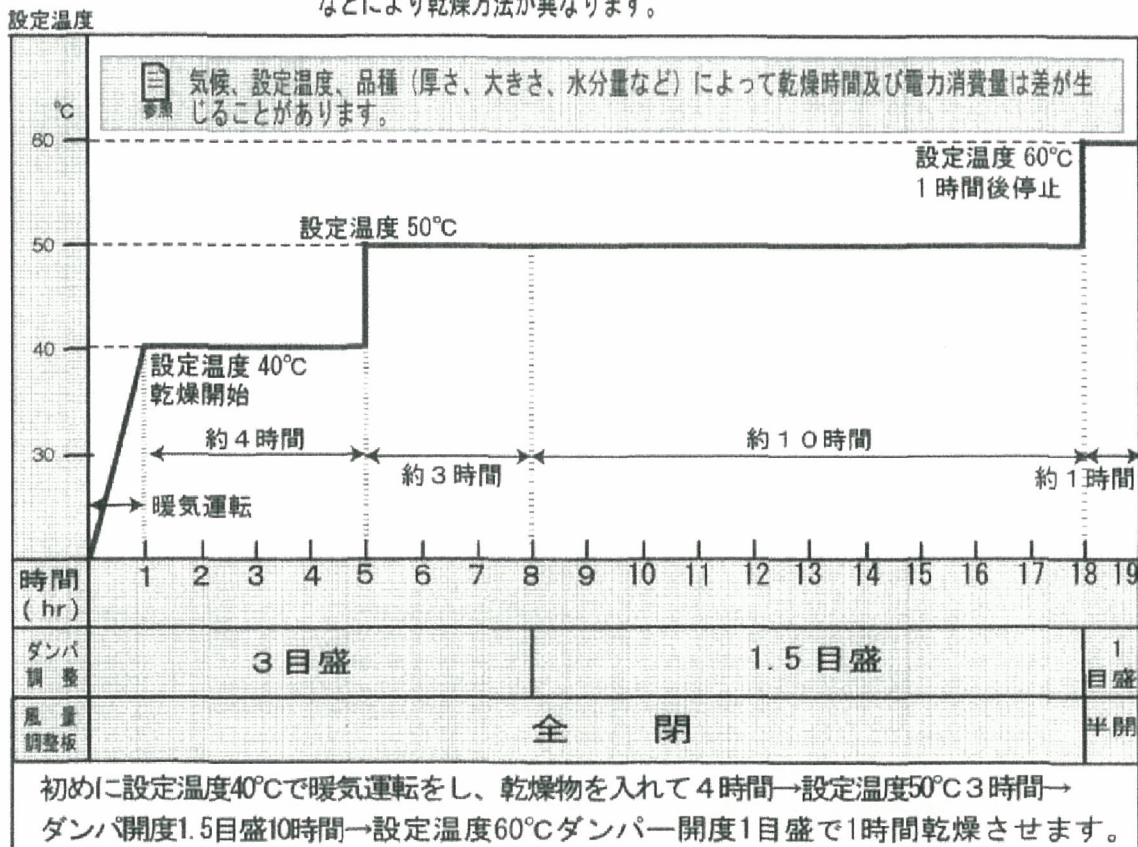 などにより乾燥方法が異なります。
設定温度
参照
気候、設定温度、品種（厚さ、大きさ、水分量など）によって乾燥時間及び電力消費量は差が生
じることがあります。
℃
60
設定温度 60℃
1時間後停止
設定温度 50℃
50
40
設定温度 40℃
乾燥開始
約４時間
約１０時間
30
約３時間
約１時間
暖気運転
時間
(hr)
1 2 3 4 5 6 7 8 9 10 11 12 13 14 15 16 17 18 19
ダンパ
調整
3目盛
1.5目盛
1
目盛
風量
調整板
全閉
半開
初めに設定温度40℃で暖気運転をし、乾燥物を入れて４時間→設定温度50℃３時間→
ダンパ開度1.5目盛10時間→設定温度60℃ダンパー開度1目盛で1時間乾燥させます。